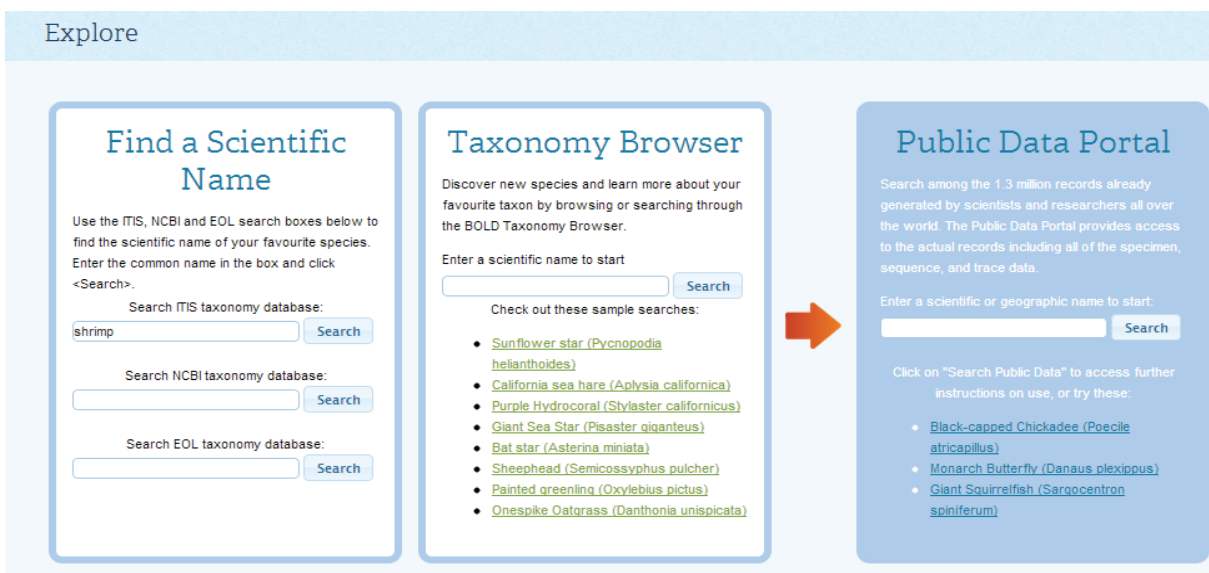 Explore
Find a Scientific
Name
Use the ITIS, NCBI and EOL search boxes below to
find the scientific name of your favourite species.
Enter the common name in the box and click
<Search>.
Search ITIS taxonomy database:
shrimp
Search
Search NCBI taxonomy database:
Search
Search EOL taxonomy database:
Search
Taxonomy Browser
Discover new species and learn more about your
favourite taxon by browsing or searching through
the BOLD Taxonomy Browser.
Enter a scientific name to start
Search
Check out these sample searches:
Sunflower star (Pycnopodia
helianthoides)
California sea hare (Aplysia californica)
Purple Hydrocoral (Stylaster californicus)
Giant Sea Star (Pisaster giganteus)
Bat star (Asterina miniata)
Sheephead (Semicossyphus pulcher)
Painted greenling (Oxylebius pictus)
Onespike Oatgrass (Danthonia unispicata)
Public Data Portal
Search among the 1.3 million records already
generated by scientists and researchers all over
the world. The Public Data Portal provides access
to the actual records including all of the specimen,
sequence, and trace data.
Enter a scientific or geographic name to start:
Search
Click on "Search Public Data" to access further
instructions on use, or try these:
Black-capped Chickadee (Poecile
atricapillus)
Monarch Butterfly (Danaus plexippus)
Giant Squirrelfish (Sargocentron
spiniferum)